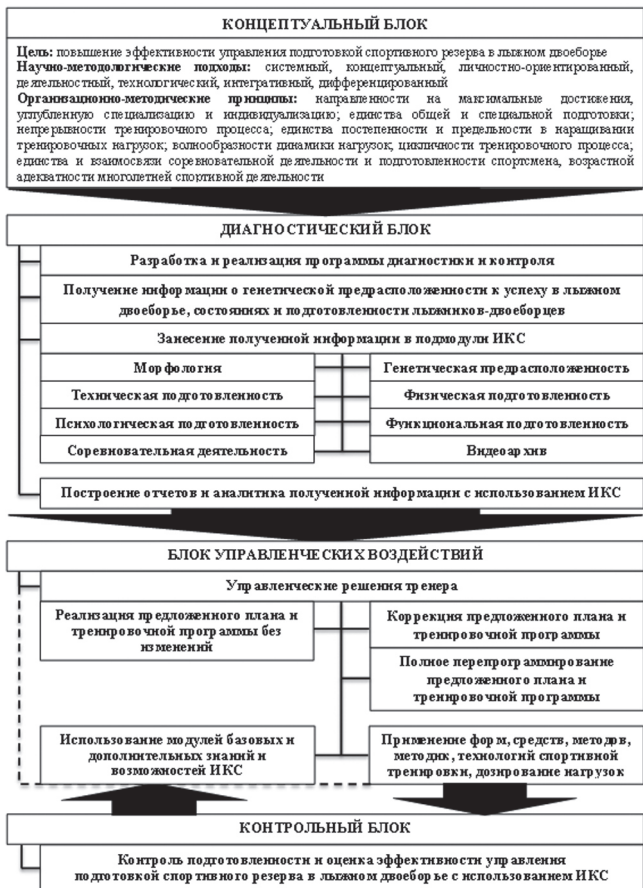 КОНЦЕПТУАЛЬНЫЙ БЛОК
Цель: повышение эффективности управления подготовкой спортивного резерва в лыжном двоеборье
Научно-методологические подходы: системный, концептуальный, личностно-ориентированный,
деятельностный, технологический, интегративный, дифференцированный
Организационно-методические принципы: направленности на максимальные достижения,
углубленную специализацию и индивидуализацию; единства общей и специальной подготовки;
непрерывности тренировочного процесса; единства постепенности и предельности в наращивании
тренировочных нагрузок; волнообразности динамики нагрузок; цикличности тренировочного процесса;
единства и взаимосвязи соревновательной деятельности и подготовленности спортсмена, возрастной
адекватности многолетней спортивной деятельности
ДИАГНОСТИЧЕСКИЙ БЛОК
Разработка и реализация программы диагностики и контроля
Получение информации о генетической предрасположенности к успеху в лыжном
двоеборье, состояниях и подготовленности лыжников-двоеборцев
Занесение полученной информации в подмодули ИКС
Морфология
Генетическая предрасположенность
Техническая подготовленность
Физическая подготовленность
Психологическая подготовленность
Функциональная подготовленность
Соревновательная деятельность
Видеоархив
Построение отчетов и аналитика полученной информации с использованием ИКС
БЛОК УПРАВЛЕНЧЕСКИХ ВОЗДЕЙСТВИЙ
Управленческие решения тренера
Реализация предложенного плана и
тренировочной программы без
изменений
Коррекция предложенного плана и
тренировочной программы
Полное перепрограммирование
предложенного плана и
тренировочной программы
Использование модулей базовых и
дополнительных знаний и
возможностей ИКС
Применение форм, средств, методов,
методик, технологий спортивной
тренировки, дозирование нагрузок
КОНТРОЛЬНЫЙ БЛОК
Контроль подготовленности и оценка эффективности управления
подготовкой спортивного резерва в лыжном двоеборье с использованием ИКС